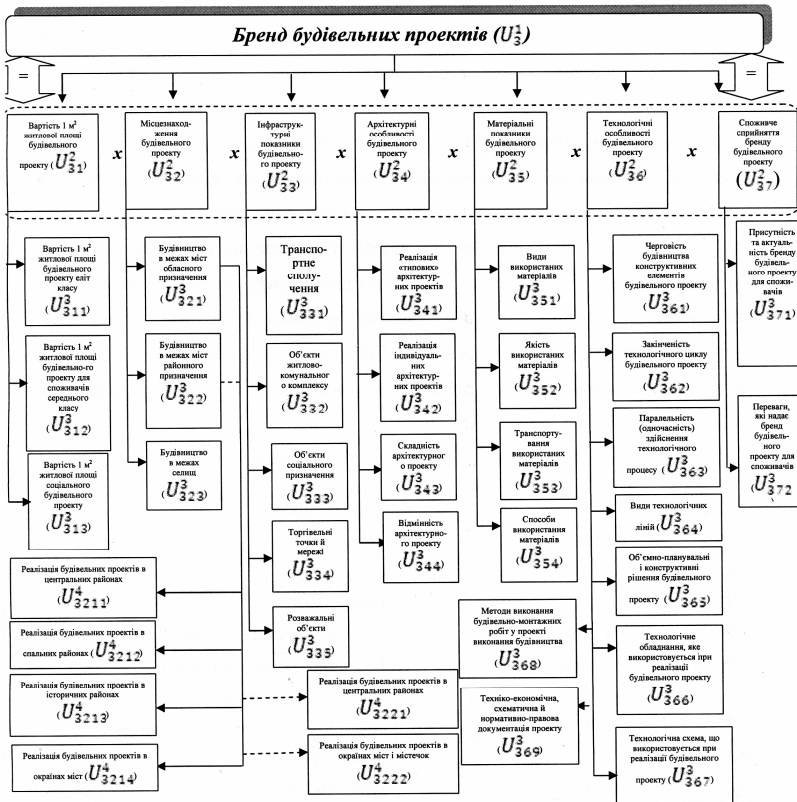 Бренд будівельних проектів (U¹₃)
=
=
Вартість 1 м²
житлової площі
будівельного
проекту (U²₃₁)
x
Місцезнаход-
ження
будівельного
проекту
(U²₃₂)
x
Інфраструк-
турні
показники
будівельно-
го проекту
(U²₃₃)
x
Архітектурні
особливості
будівельного
проекту
(U²₃₄)
x
Матеріальні
показники
будівельного
проекту
(U²₃₅)
x
Технологічні
особливості
будівельного
проекту
(U²₃₆)
x
Споживче
сприйняття
бренду
будівельного
проекту
(U²₃₇)
Вартість 1 м²
житлової площі
будівельного
проекту еліт
класу
(U³₃₁₁)
Вартість 1 м²
житлової площі
будівельно-го
проекту для
споживачів
середнього
класу
(U³₃₁₂)
Вартість 1 м²
житлової площі
соціального
будівельного
проекту
(U³₃₁₃)
Будівництво
в межах міст
обласного
призначення
(U³₃₂₁)
Будівництво
в межах міст
районного
призначення
(U³₃₂₂)
Будівництво
в межах
селищ
(U³₃₂₃)
Транспо-
ртне
сполу-
чення
(U³₃₃₁)
Об’єкти
житлово-
комунальног
о комплексу
(U³₃₃₂)
Об’єкти
соціального
призначення
(U³₃₃₃)
Торгівельні
точки й
мережі
(U³₃₃₄)
Розважальні
об’єкти
(U³₃₃₅)
Реалізація
«типових»
архітектур-
них проектів
(U³₃₄₁)
Реалізація
індивідуаль-
них
архітектур-
них проектів
(U³₃₄₂)
Складність
архітектурног
о проекту
(U³₃₄₃)
Відмінність
архітектурно-
го проекту
(U³₃₄₄)
Види
використаних
матеріалів
(U³₃₅₁)
Якість
використаних
матеріалів
(U³₃₅₂)
Транспорту-
вання
використаних
матеріалів
(U³₃₅₃)
Способи
використання
матеріалів
(U³₃₅₄)
Черговість
будівництва
конструктивних
елементів
будівельного
проекту
(U³₃₆₁)
Закінченість
технологічного циклу
будівельного проекту
(U³₃₆₂)
Паралельність
(одночасність)
здійснення
технологічного
процесу (U³₃₆₃)
Види технологічних
ліній (U³₃₆₄)
Об’ємно-планувальні
і конструктивні
рішення будівельного
проекту (U³₃₆₅)
Технологічне
обладнання, яке
використовується при
реалізації
будівельного проекту
(U³₃₆₆)
Технологічна схема, що
використовується при
реалізації будівельного
проекту (U³₃₆₇)
Присутність
та актуаль-
ність бренду
будівель-
ного проекту
для спожи-
вачів
(U³₃₇₁)
Переваги,
які надає
бренд
будівель-
ного
проекту для
споживачів
(U³₃₇₂
Реалізація будівельних проектів в
центральних районах
(U⁴₃₂₁₁)
Реалізація будівельних проектів в
спальних районах (U⁴₃₂₁₂)
Реалізація будівельних проектів в
історичних районах
(U⁴₃₂₁₃)
Реалізація будівельних проектів в
окраїнах міст (U⁴₃₂₁₄)
Реалізація будівельних проектів в
центральних районах
(U⁴₃₂₂₁)
Реалізація будівельних проектів в
окраїнах міст і містечок
(U⁴₃₂₂₂)
Методи виконання
будівельно-монтажних
робіт у проекті
виконання будівництва
(U³₃₆₈)
Техніко-економічна,
схематична й
нормативно-правова
документація проекту
(U³₃₆₉)